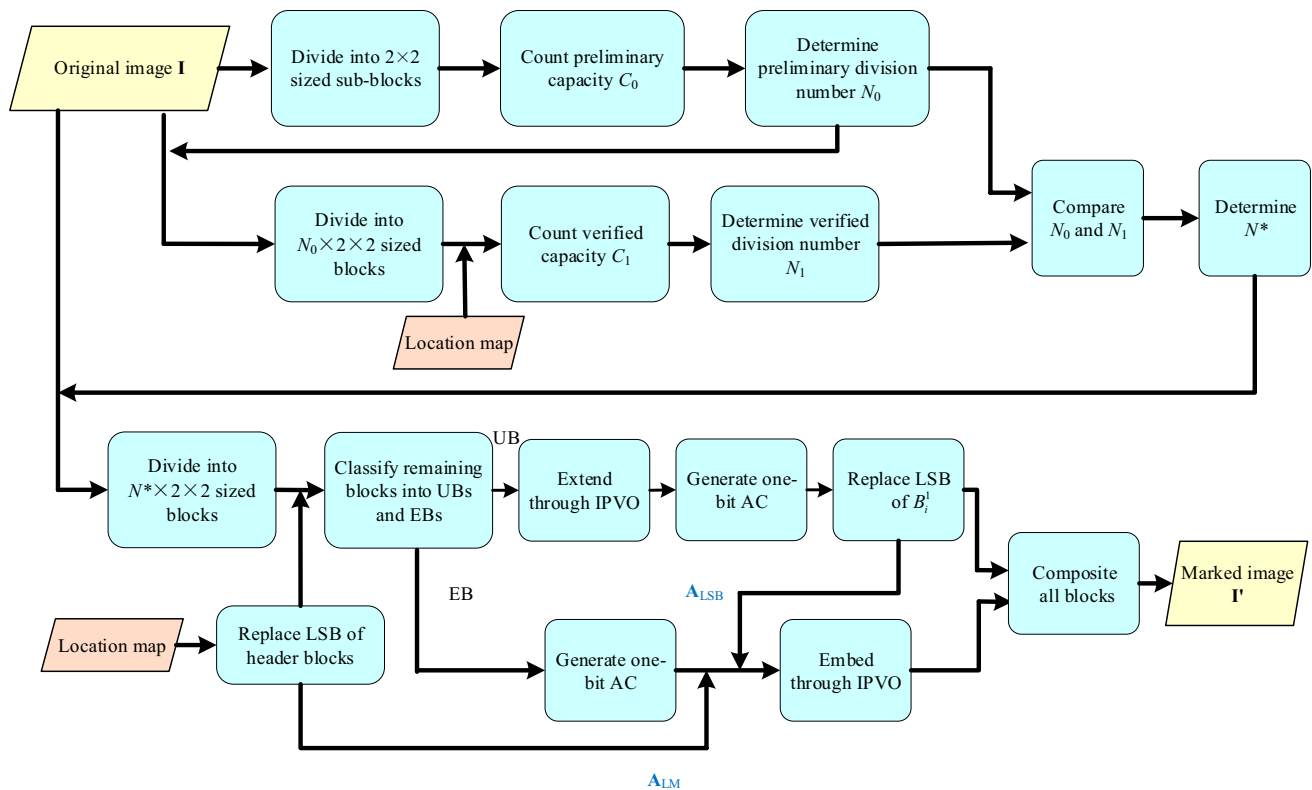 Original image I
Divide into 2×2
sized sub-blocks
Count preliminary
capacity C₀
Determine
preliminary division
number N₀
Divide into
N₀×2×2 sized
blocks
Count verified
capacity C₁
Determine verified
division number
N₁
Compare
N₀ and N₁
Determine
N*
Location map
UB
Divide into
N*×2×2 sized
blocks
Classify remaining
blocks into UBs
and EBs
Extend
through IPVO
Generate one-
bit AC
Replace LSB
of Bᵢ¹
EB
A_LSB
Composite
all blocks
Marked image
I'
Location map
Replace LSB of
header blocks
Generate one-
bit AC
Embed
through IPVO
A_LM